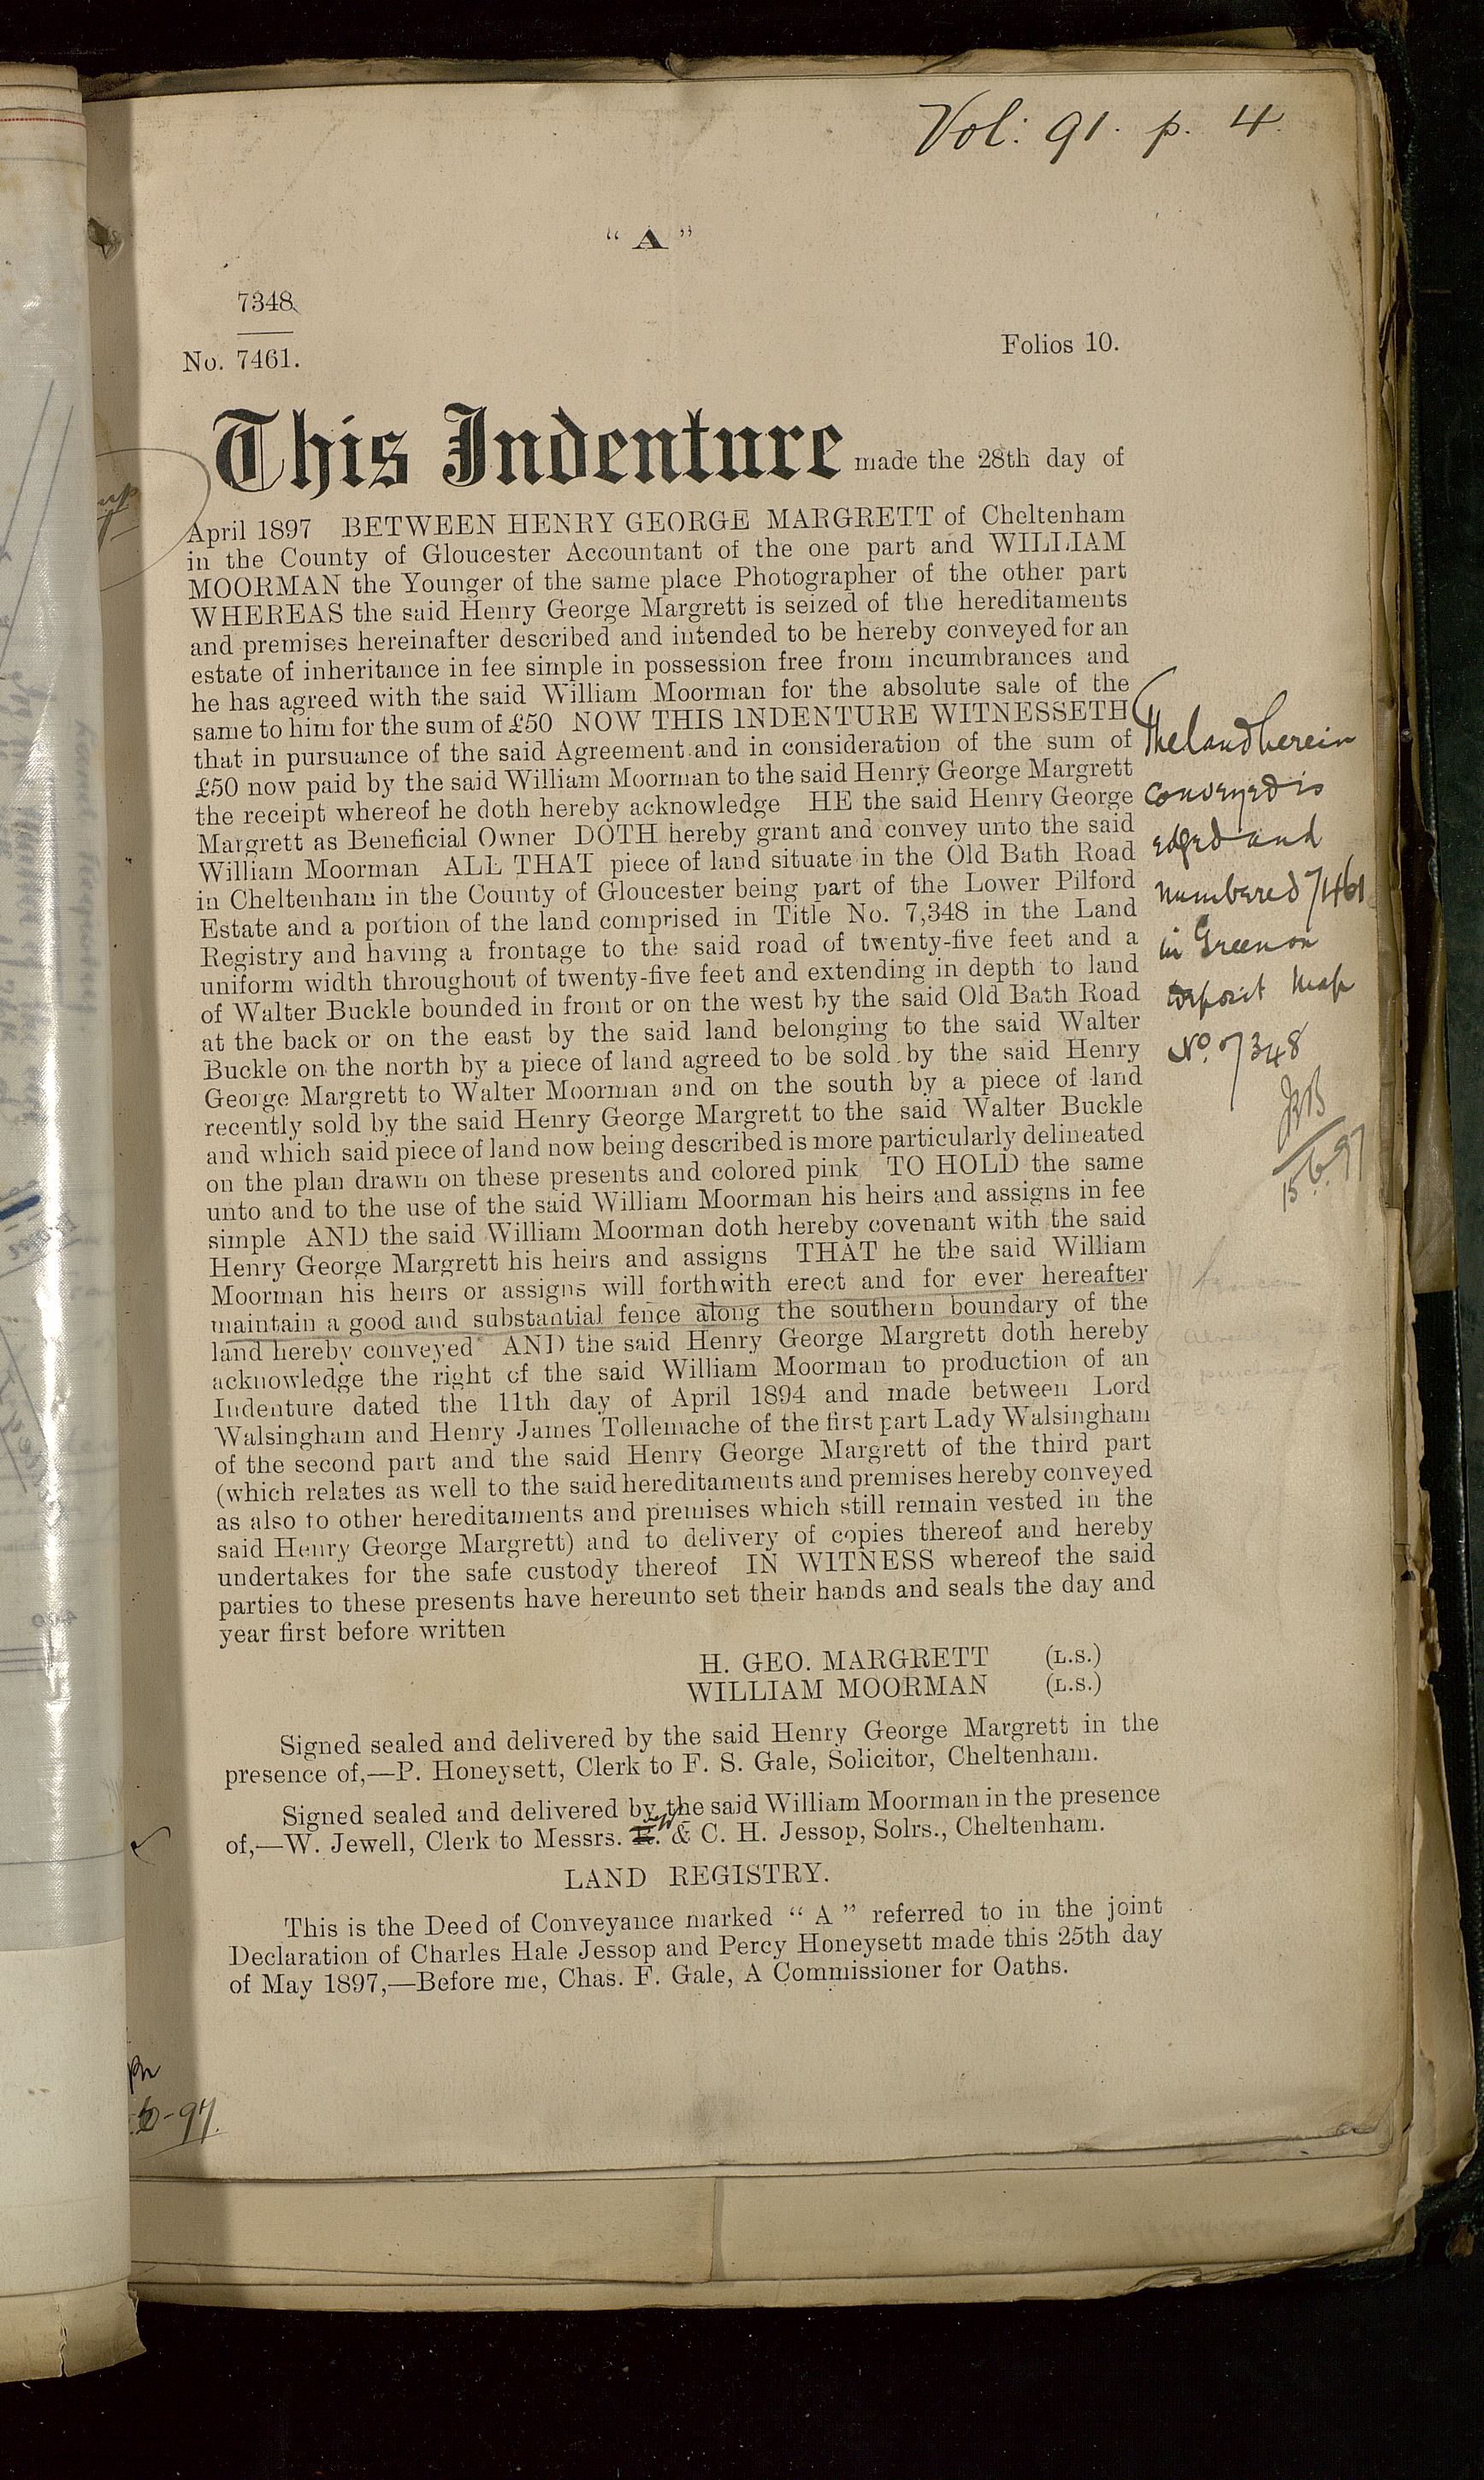 Vol: 91. p. 4.
“ A ”
7348
No. 7461.
Folios 10.
This Indenture made the 28th day of
April 1897 BETWEEN HENRY GEORGE MARGRETT of Cheltenham
in the County of Gloucester Accountant of the one part and WILLIAM
MOORMAN the Younger of the same place Photographer of the other part
WHEREAS the said Henry George Margrett is seized of the hereditaments
and premises hereinafter described and intended to be hereby conveyed for an
estate of inheritance in fee simple in possession free from incumbrances and
he has agreed with the said William Moorman for the absolute sale of the
same to him for the sum of £50 NOW THIS INDENTURE WITNESSETH
that in pursuance of the said Agreement and in consideration of the sum of
£50 now paid by the said William Moorman to the said Henry George Margrett
the receipt whereof he doth hereby acknowledge HE the said Henry George
Margrett as Beneficial Owner DOTH hereby grant and convey unto the said
William Moorman ALL THAT piece of land situate in the Old Bath Road
in Cheltenham in the County of Gloucester being part of the Lower Pilford
Estate and a portion of the land comprised in Title No. 7,348 in the Land
Registry and having a frontage to the said road of twenty-five feet and a
uniform width throughout of twenty-five feet and extending in depth to land
of Walter Buckle bounded in front or on the west by the said Old Bath Road
at the back or on the east by the said land belonging to the said Walter
Buckle on the north by a piece of land agreed to be sold by the said Henry
George Margrett to Walter Moorman and on the south by a piece of land
recently sold by the said Henry George Margrett to the said Walter Buckle
and which said piece of land now being described is more particularly delineated
on the plan drawn on these presents and colored pink TO HOLD the same
unto and to the use of the said William Moorman his heirs and assigns in fee
simple AND the said William Moorman doth hereby covenant with the said
Henry George Margrett his heirs and assigns THAT he the said William
Moorman his heirs or assigns will forthwith erect and for ever hereafter
maintain a good and substantial fence along the southern boundary of the
land hereby conveyed AND the said Henry George Margrett doth hereby
acknowledge the right of the said William Moorman to production of an
Indenture dated the 11th day of April 1894 and made between Lord
Walsingham and Henry James Tollemache of the first part Lady Walsingham
of the second part and the said Henry George Margrett of the third part
(which relates as well to the said hereditaments and premises hereby conveyed
as also to other hereditaments and premises which still remain vested in the
said Henry George Margrett) and to delivery of copies thereof and hereby
undertakes for the safe custody thereof IN WITNESS whereof the said
parties to these presents have hereunto set their hands and seals the day and
year first before written
H. GEO. MARGRETT (L.S.)
WILLIAM MOORMAN (L.S.)
Signed sealed and delivered by the said Henry George Margrett in the
presence of,—P. Honeysett, Clerk to F. S. Gale, Solicitor, Cheltenham.
Signed sealed and delivered by the said William Moorman in the presence
of,—W. Jewell, Clerk to Messrs. & C. H. Jessop, Solrs., Cheltenham.
LAND REGISTRY.
This is the Deed of Conveyance marked “ A ” referred to in the joint
Declaration of Charles Hale Jessop and Percy Honeysett made this 25th day
of May 1897,—Before me, Chas. F. Gale, A Commissioner for Oaths.
The land herein
conveyed is
edged and
numbered 7461
in Green on
deposit map
No. 7348
15.6.97